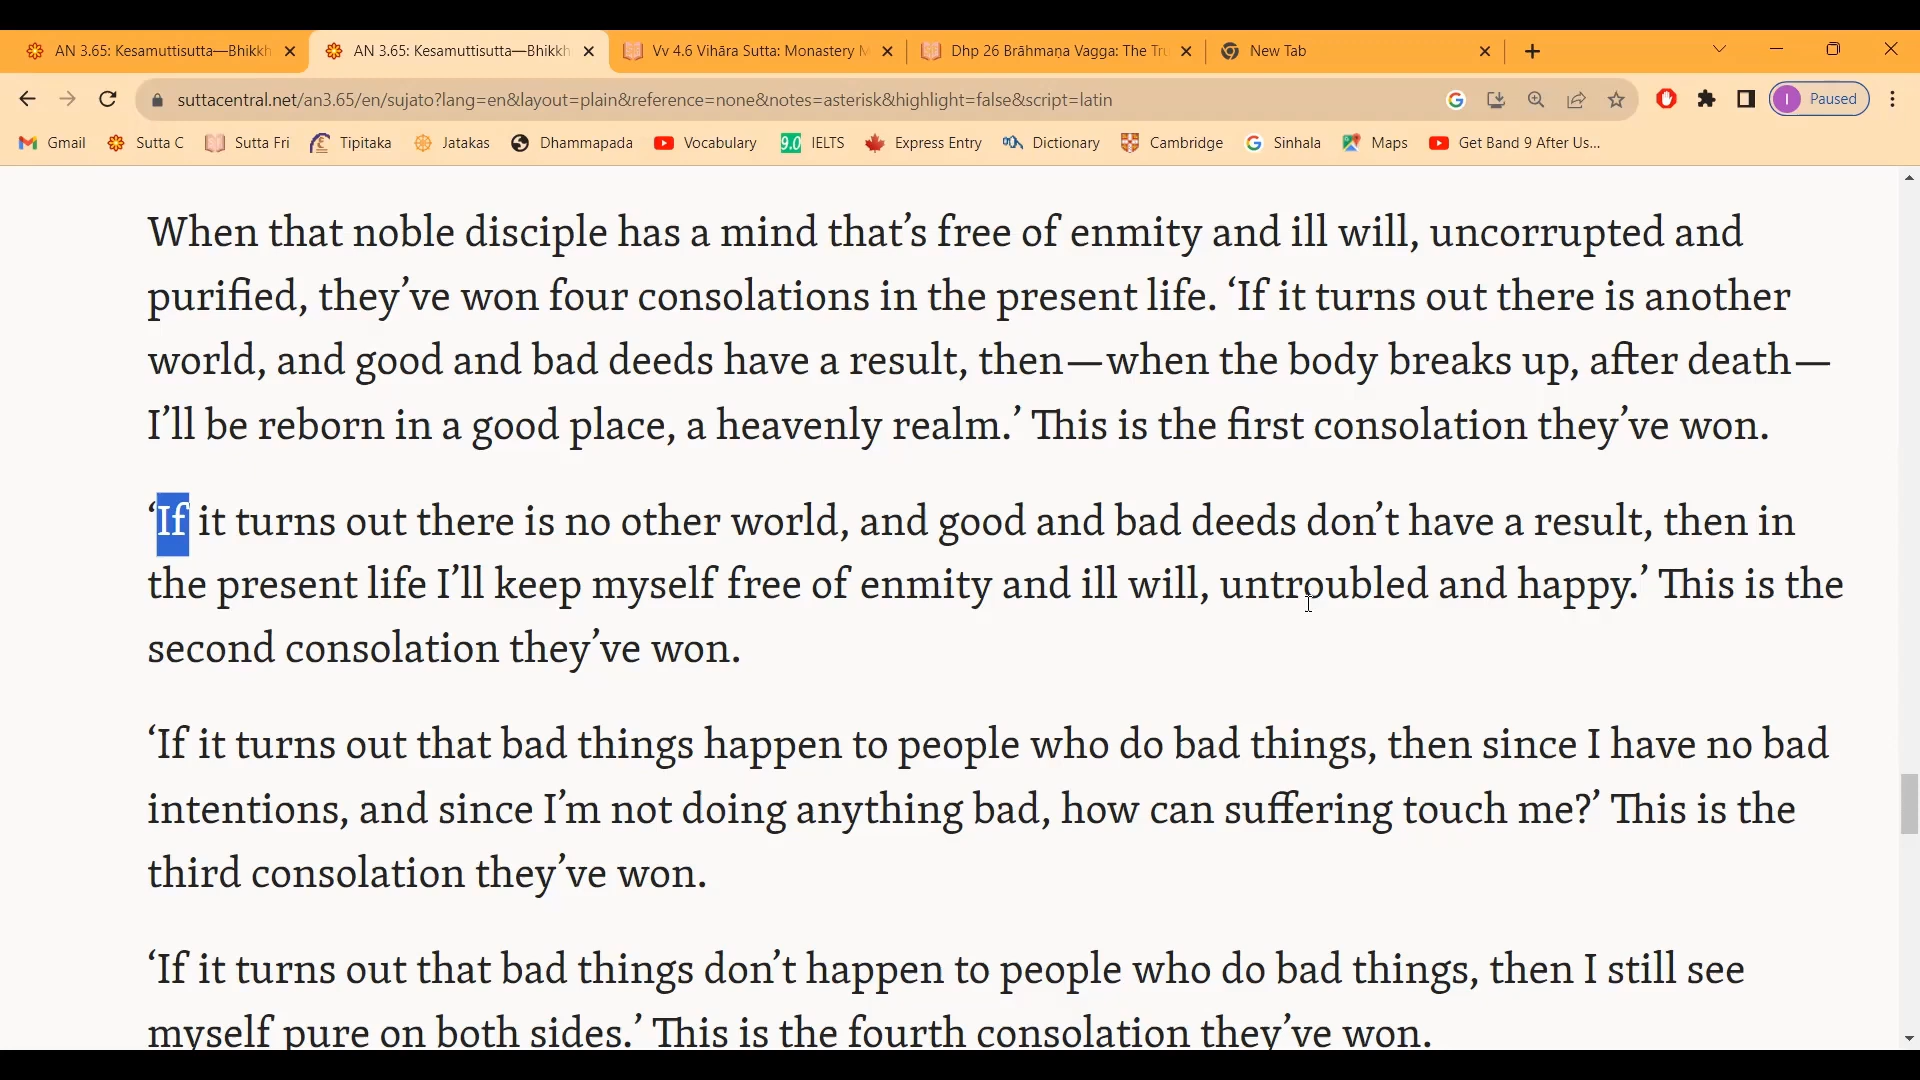 AN 3.65: Kesamuttisutta—Bhikkh
AN 3.65: Kesamuttisutta—Bhikkh
Vv 4.6 Vihāra Sutta: Monastery M
Dhp 26 Brāhmaṇa Vagga: The Tru
New Tab
suttacentral.net/an3.65/en/sujato?lang=en&layout=plain&reference=none&notes=asterisk&highlight=false&script=latin
I Paused
Gmail
Sutta C
Sutta Fri
Tipitaka
Jatakas
Dhammapada
Vocabulary
9.0 IELTS
Express Entry
Dictionary
Cambridge
Sinhala
Maps
Get Band 9 After Us...
When that noble disciple has a mind that’s free of enmity and ill will, uncorrupted and
purified, they’ve won four consolations in the present life. ‘If it turns out there is another
world, and good and bad deeds have a result, then—when the body breaks up, after death—
I’ll be reborn in a good place, a heavenly realm.’ This is the first consolation they’ve won.
‘If it turns out there is no other world, and good and bad deeds don’t have a result, then in
the present life I’ll keep myself free of enmity and ill will, untroubled and happy.’ This is the
second consolation they’ve won.
‘If it turns out that bad things happen to people who do bad things, then since I have no bad
intentions, and since I’m not doing anything bad, how can suffering touch me?’ This is the
third consolation they’ve won.
‘If it turns out that bad things don’t happen to people who do bad things, then I still see
myself pure on both sides.’ This is the fourth consolation they’ve won.